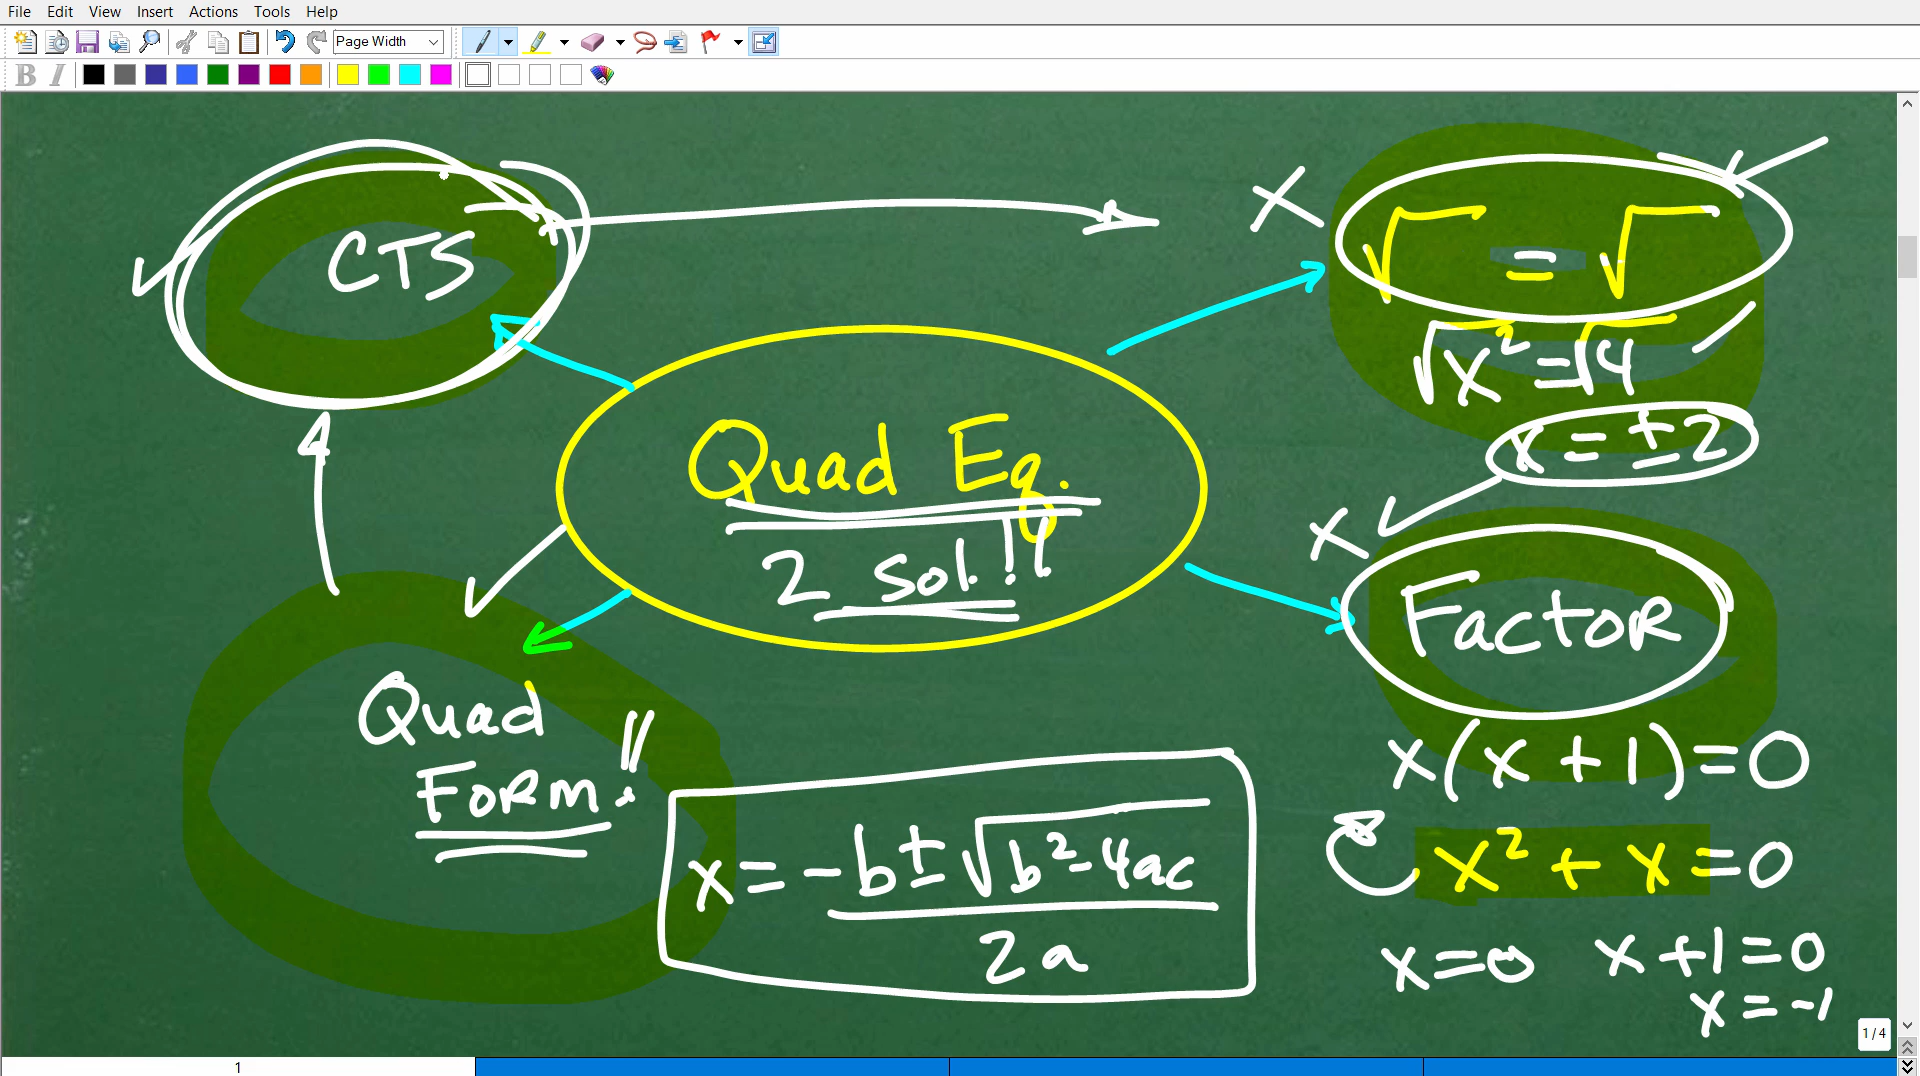 File Edit View Insert Actions Tools Help
Page Width
B I
CTS
√ = √
√x² = √4
x = ±2
Quad Eq.
2 Sol!!
Factor
x(x + 1) = 0
x² + x = 0
x = 0 x + 1 = 0
x = -1
Quad
Form!!
x = -b ± √b² - 4ac
2a
1 / 4
1